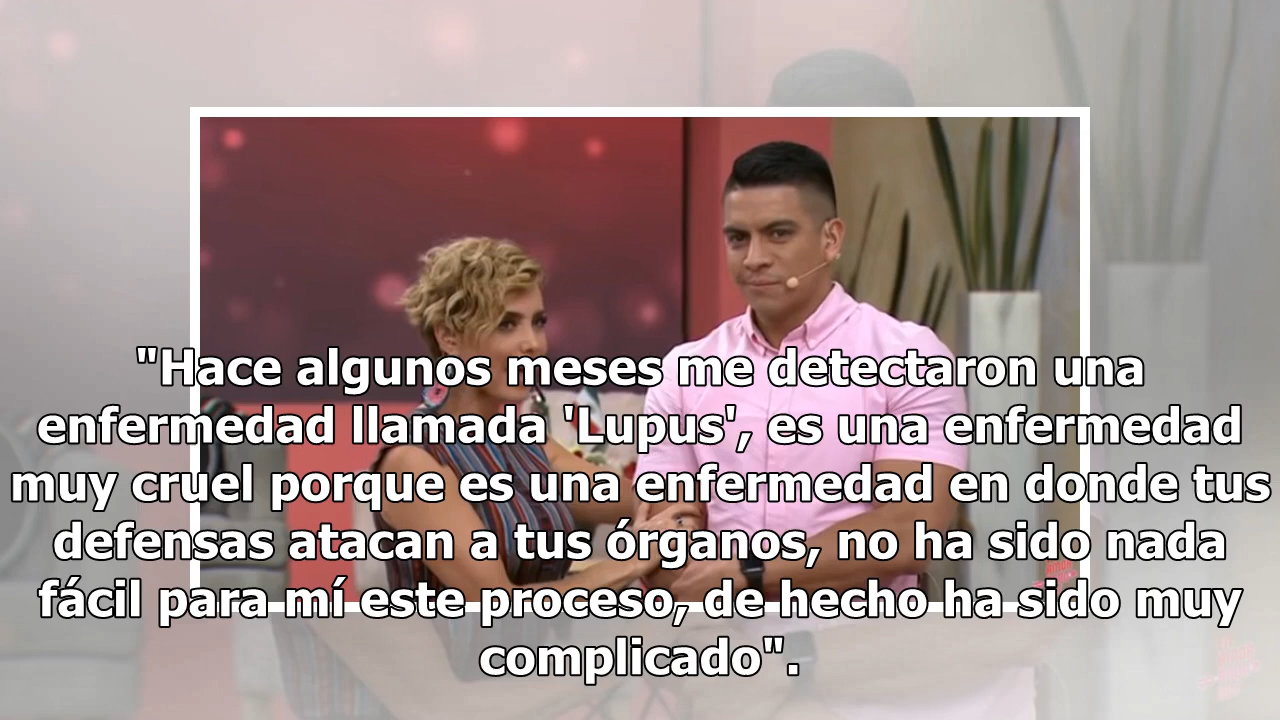 "Hace algunos meses me detectaron una
enfermedad llamada 'Lupus', es una enfermedad
muy cruel porque es una enfermedad en donde tus
defensas atacan a tus órganos, no ha sido nada
fácil para mí este proceso, de hecho ha sido muy
complicado".